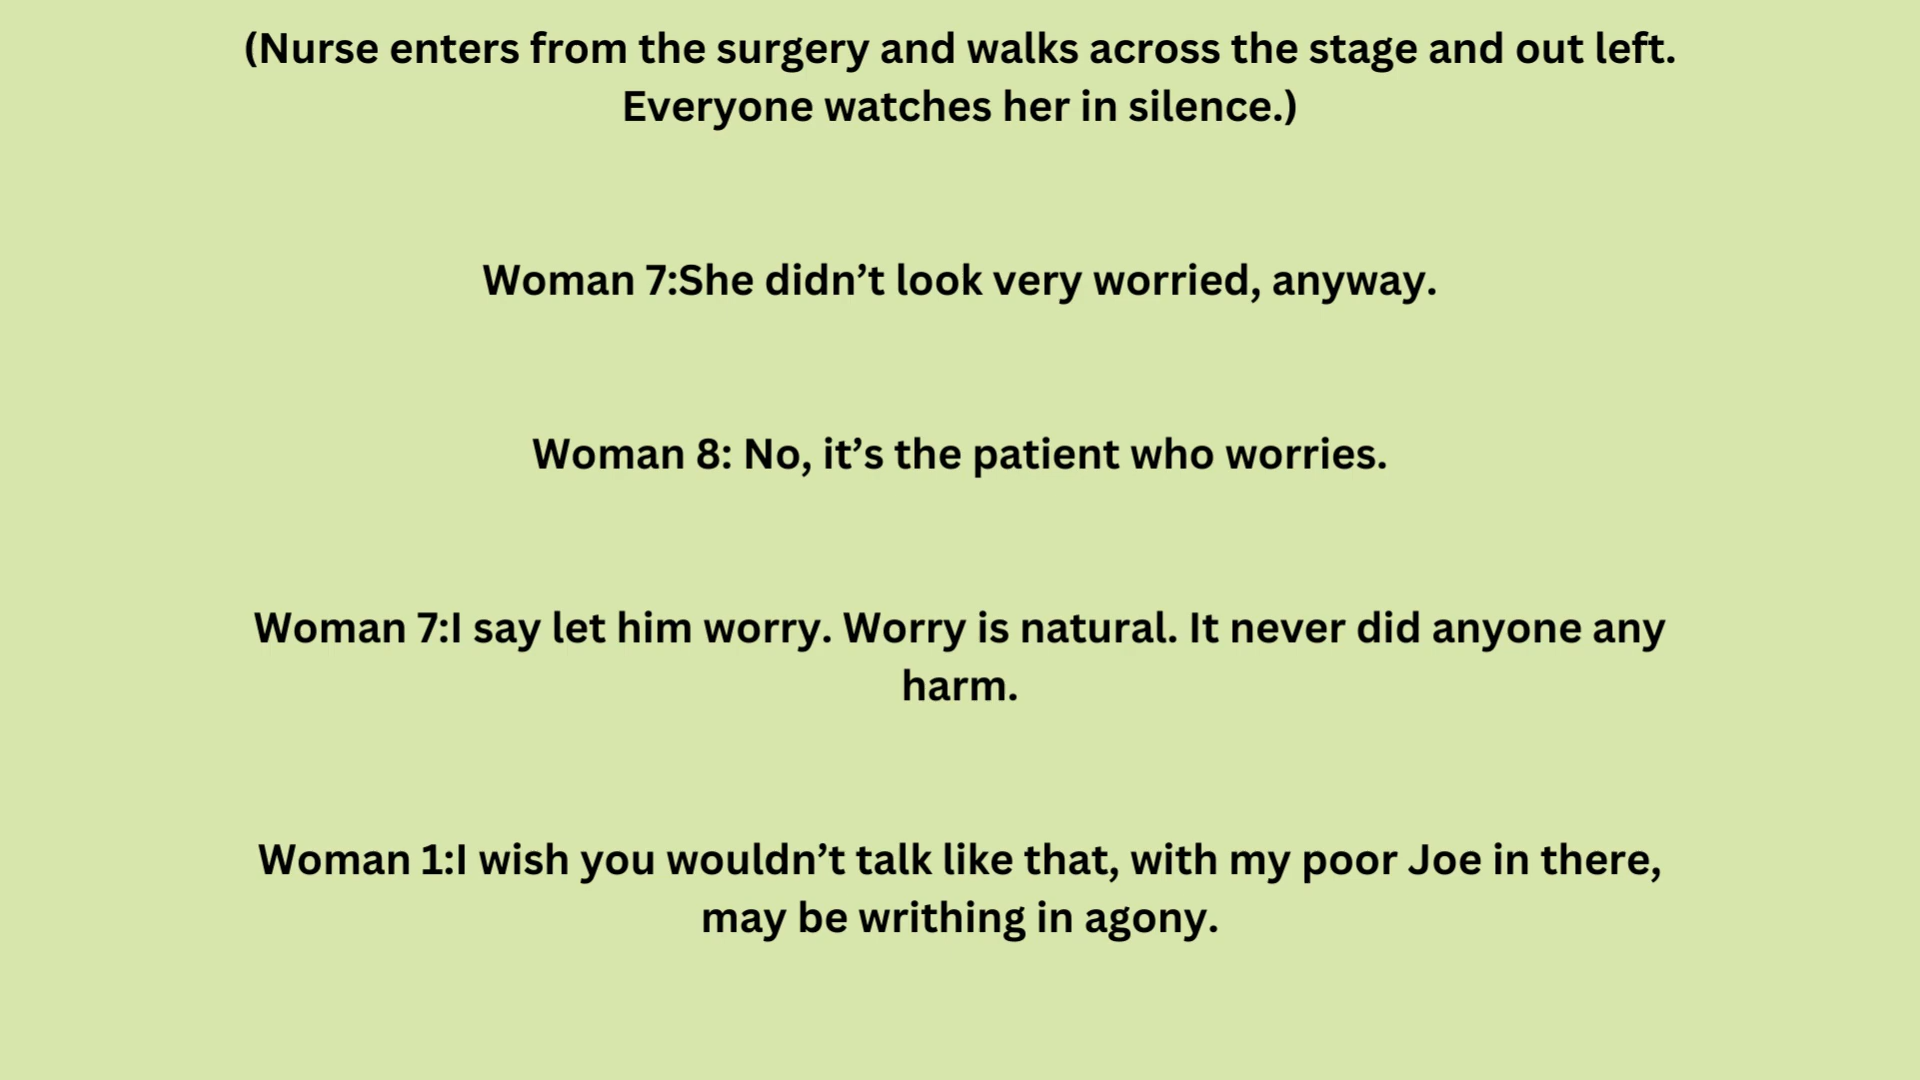 (Nurse enters from the surgery and walks across the stage and out left.
Everyone watches her in silence.)
Woman 7:She didn’t look very worried, anyway.
Woman 8: No, it’s the patient who worries.
Woman 7:I say let him worry. Worry is natural. It never did anyone any
harm.
Woman 1:I wish you wouldn’t talk like that, with my poor Joe in there,
may be writhing in agony.